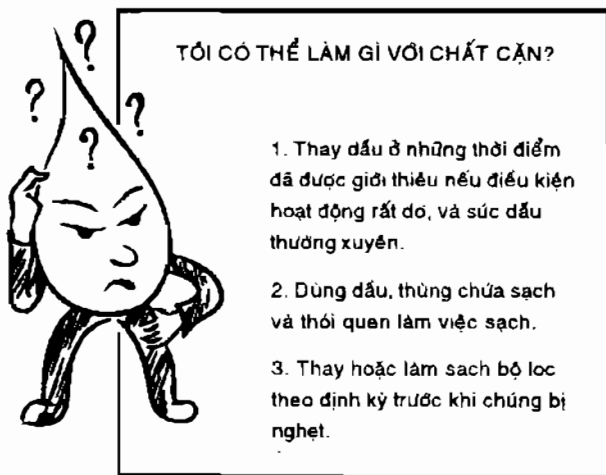 ?
?
?
?
TÔI CÓ THỂ LÀM GÌ VỚI CHẤT CẶN?
1. Thay dầu ở những thời điểm
đã được giới thiệu nếu điều kiện
hoạt động rất dơ, và súc dầu
thường xuyên.
2. Dùng dầu, thùng chứa sạch
và thói quen làm việc sạch.
3. Thay hoặc làm sạch bộ lọc
theo định kỳ trước khi chúng bị
nghẹt.